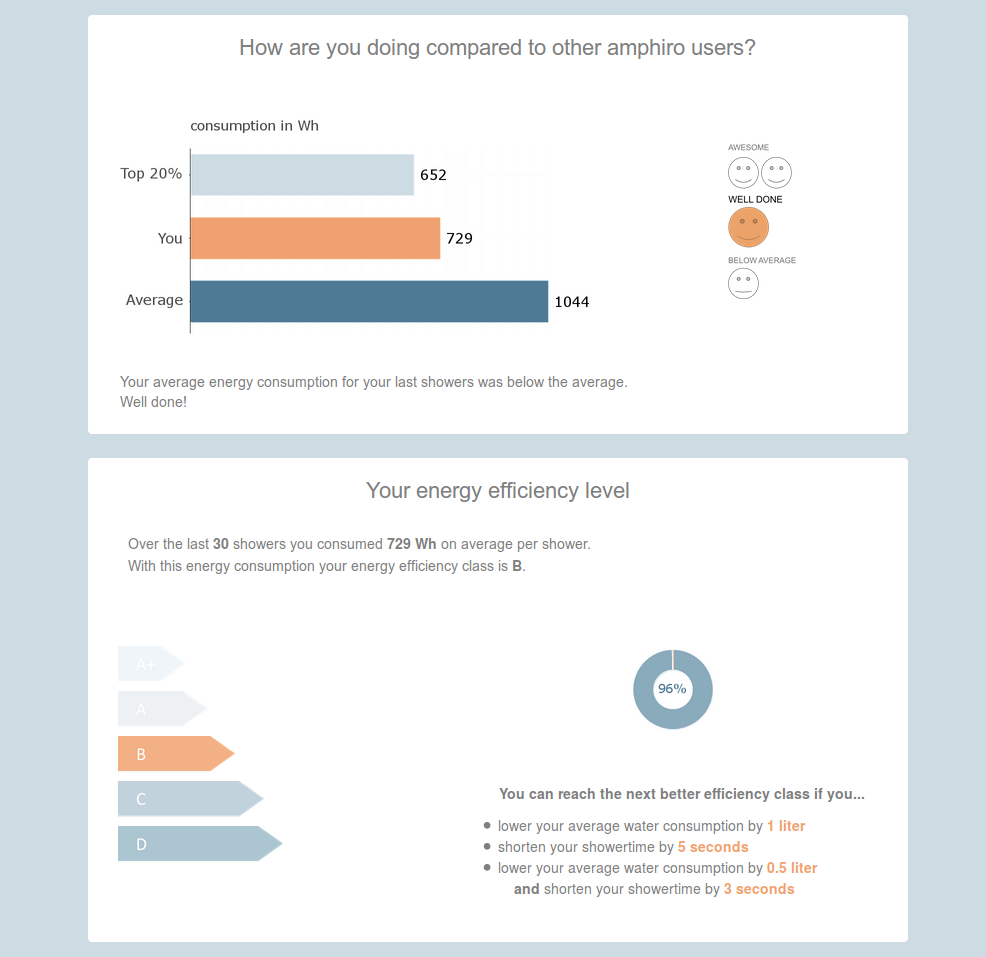 How are you doing compared to other amphiro users?
consumption in Wh
Top 20%
652
You
729
Average
1044
AWESOME
WELL DONE
BELOW AVERAGE
Your average energy consumption for your last showers was below the average.
Well done!
Your energy efficiency level
Over the last 30 showers you consumed 729 Wh on average per shower.
With this energy consumption your energy efficiency class is B.
A+
A
B
C
D
96%
You can reach the next better efficiency class if you...
lower your average water consumption by 1 liter
shorten your showertime by 5 seconds
lower your average water consumption by 0.5 liter
and shorten your showertime by 3 seconds